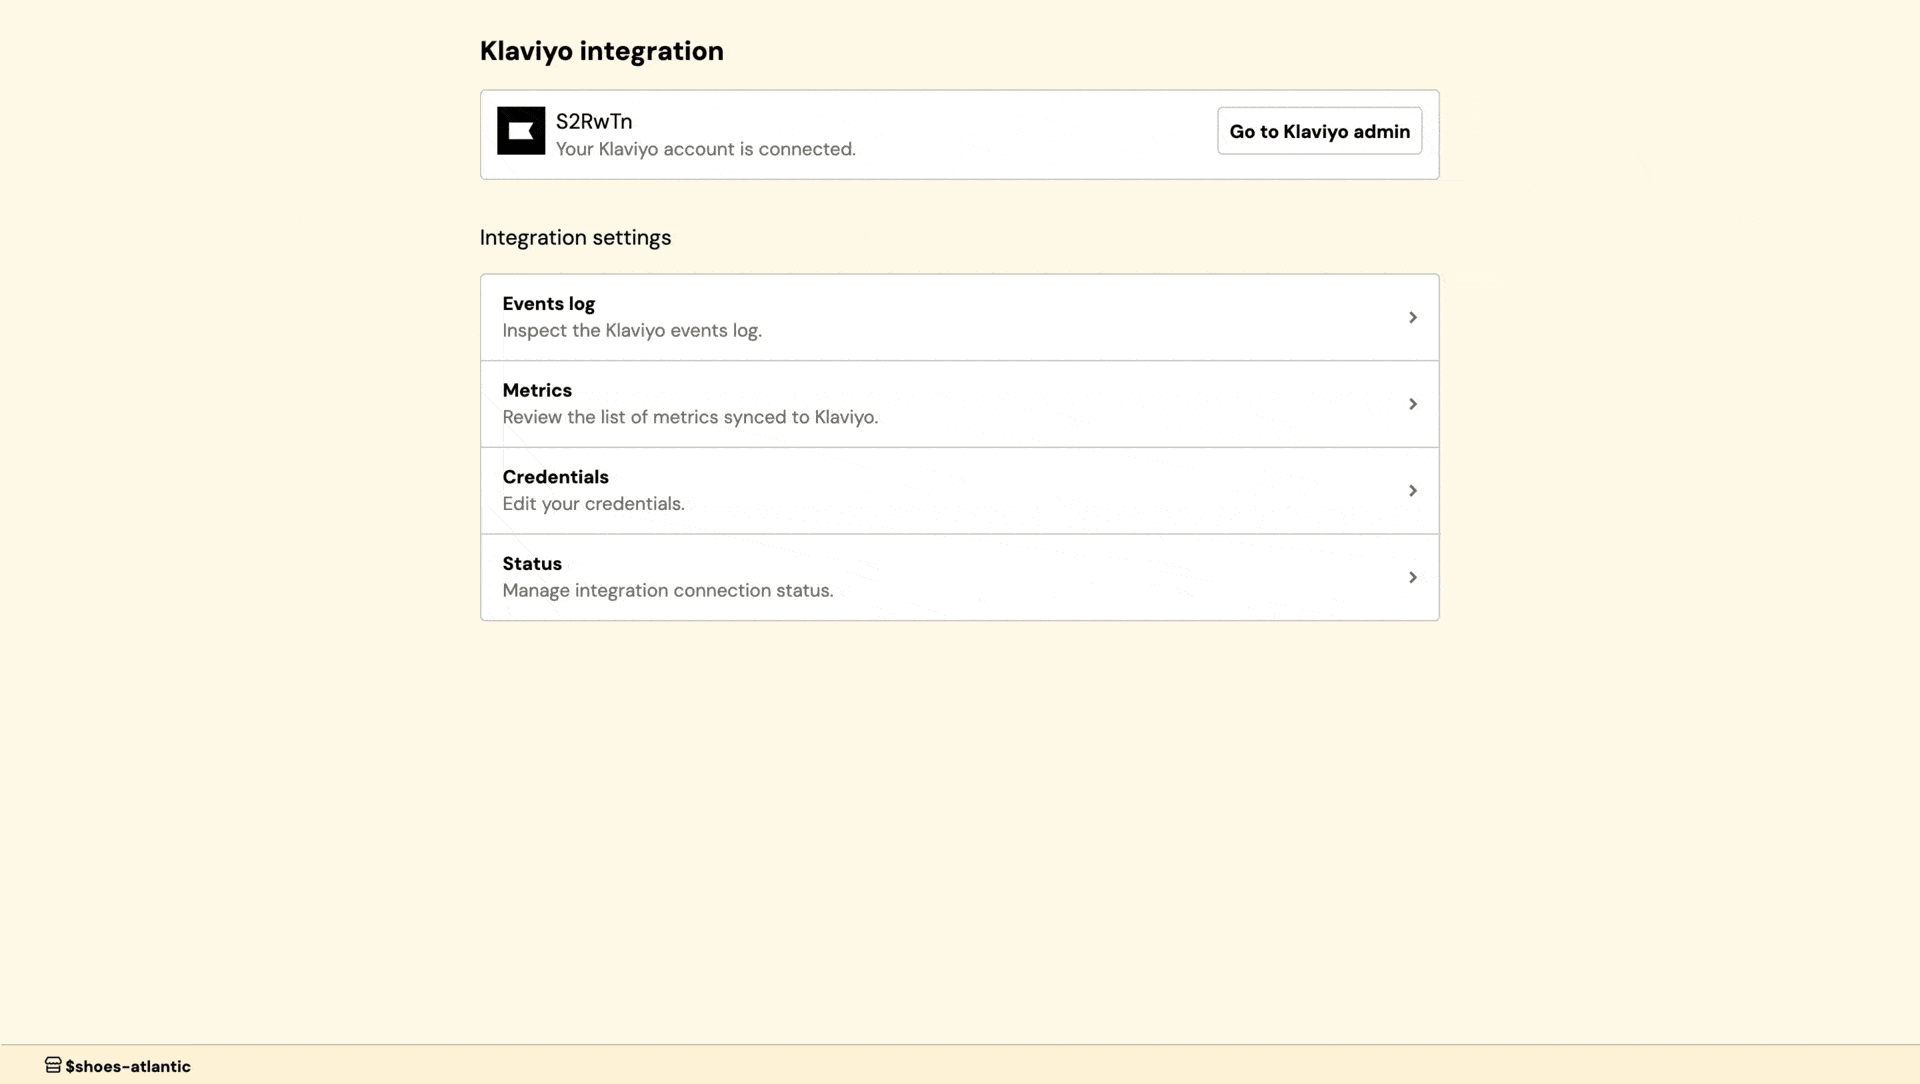 Klaviyo integration
S2RwTn
Your Klaviyo account is connected.
Go to Klaviyo admin
Integration settings
Events log
Inspect the Klaviyo events log.
Metrics
Review the list of metrics synced to Klaviyo.
Credentials
Edit your credentials.
Status
Manage integration connection status.
$shoes-atlantic